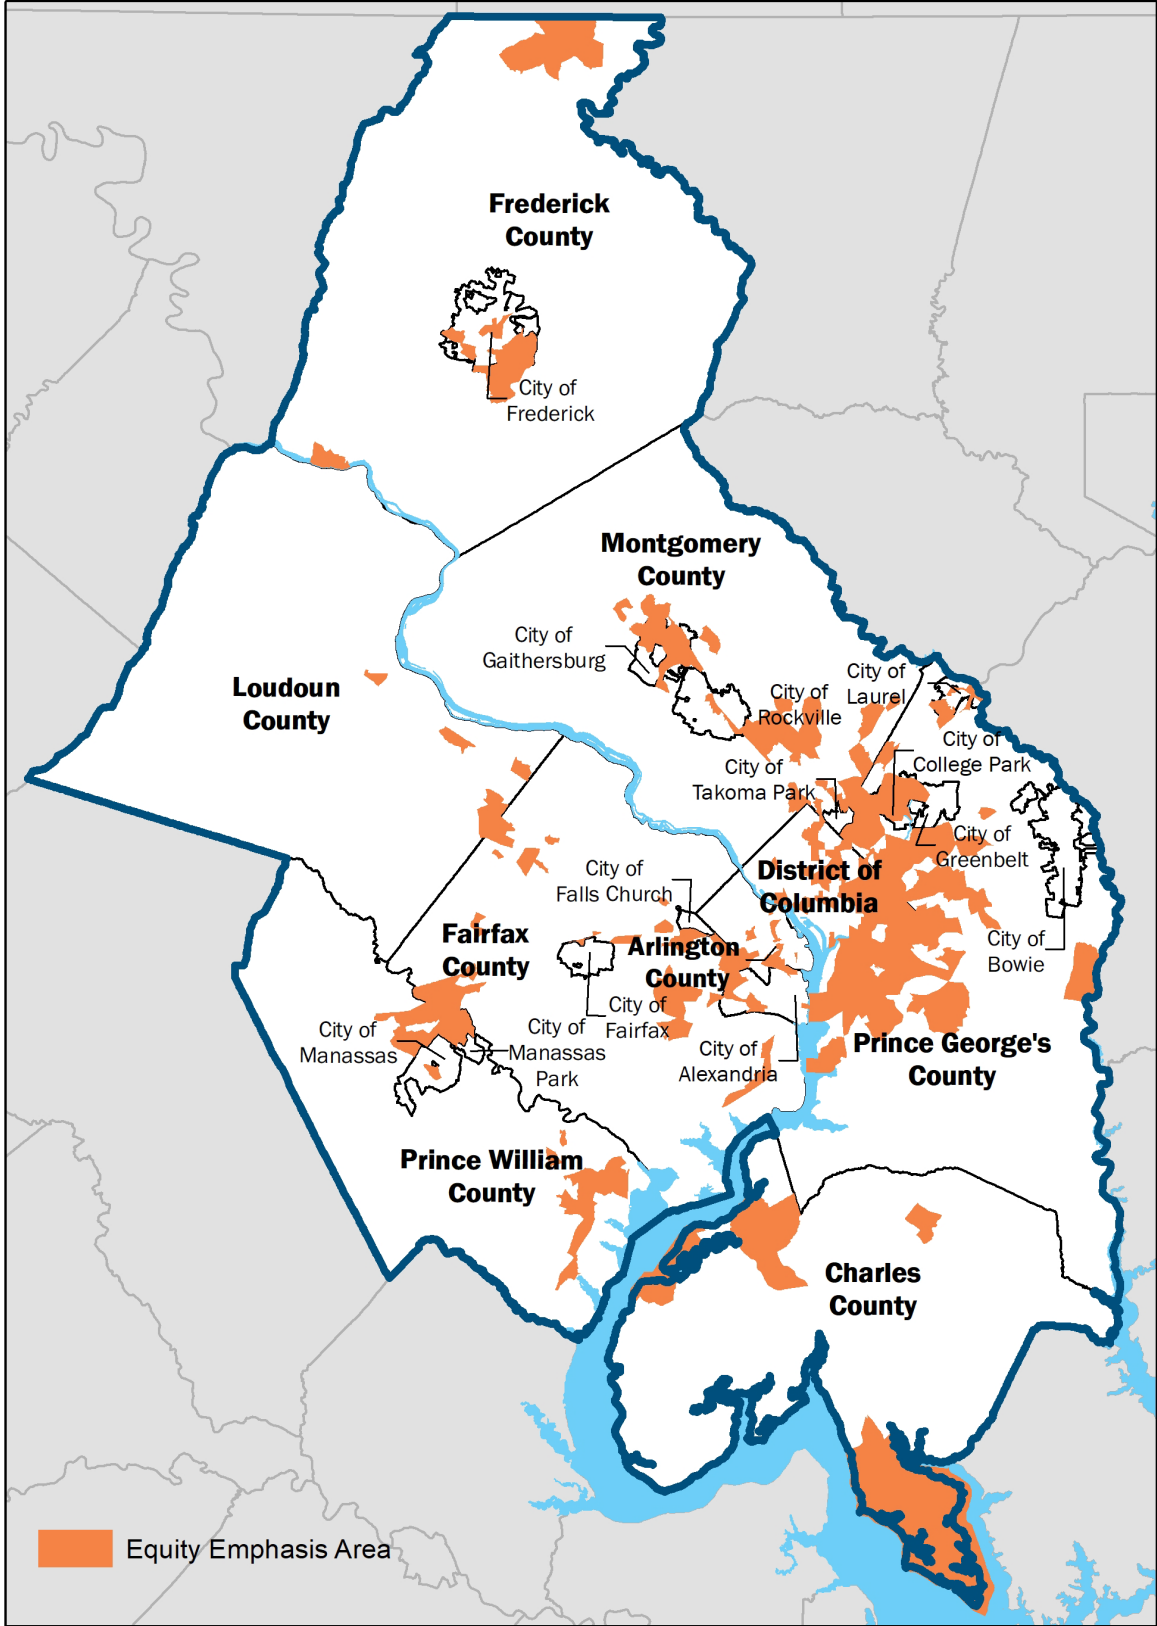 Frederick
County
City of
Frederick
Montgomery
County
City of
Gaithersburg
City of
Laurel
Loudoun
County
City of
Rockville
City of
College Park
City of
Takoma Park
City of
Greenbelt
City of
Falls Church
District of
Columbia
Fairfax
County
Arlington
County
City of
Bowie
City of
Fairfax
City of
Manassas
City of
Manassas
Park
City of
Alexandria
Prince George's
County
Prince William
County
Charles
County
Equity Emphasis Area